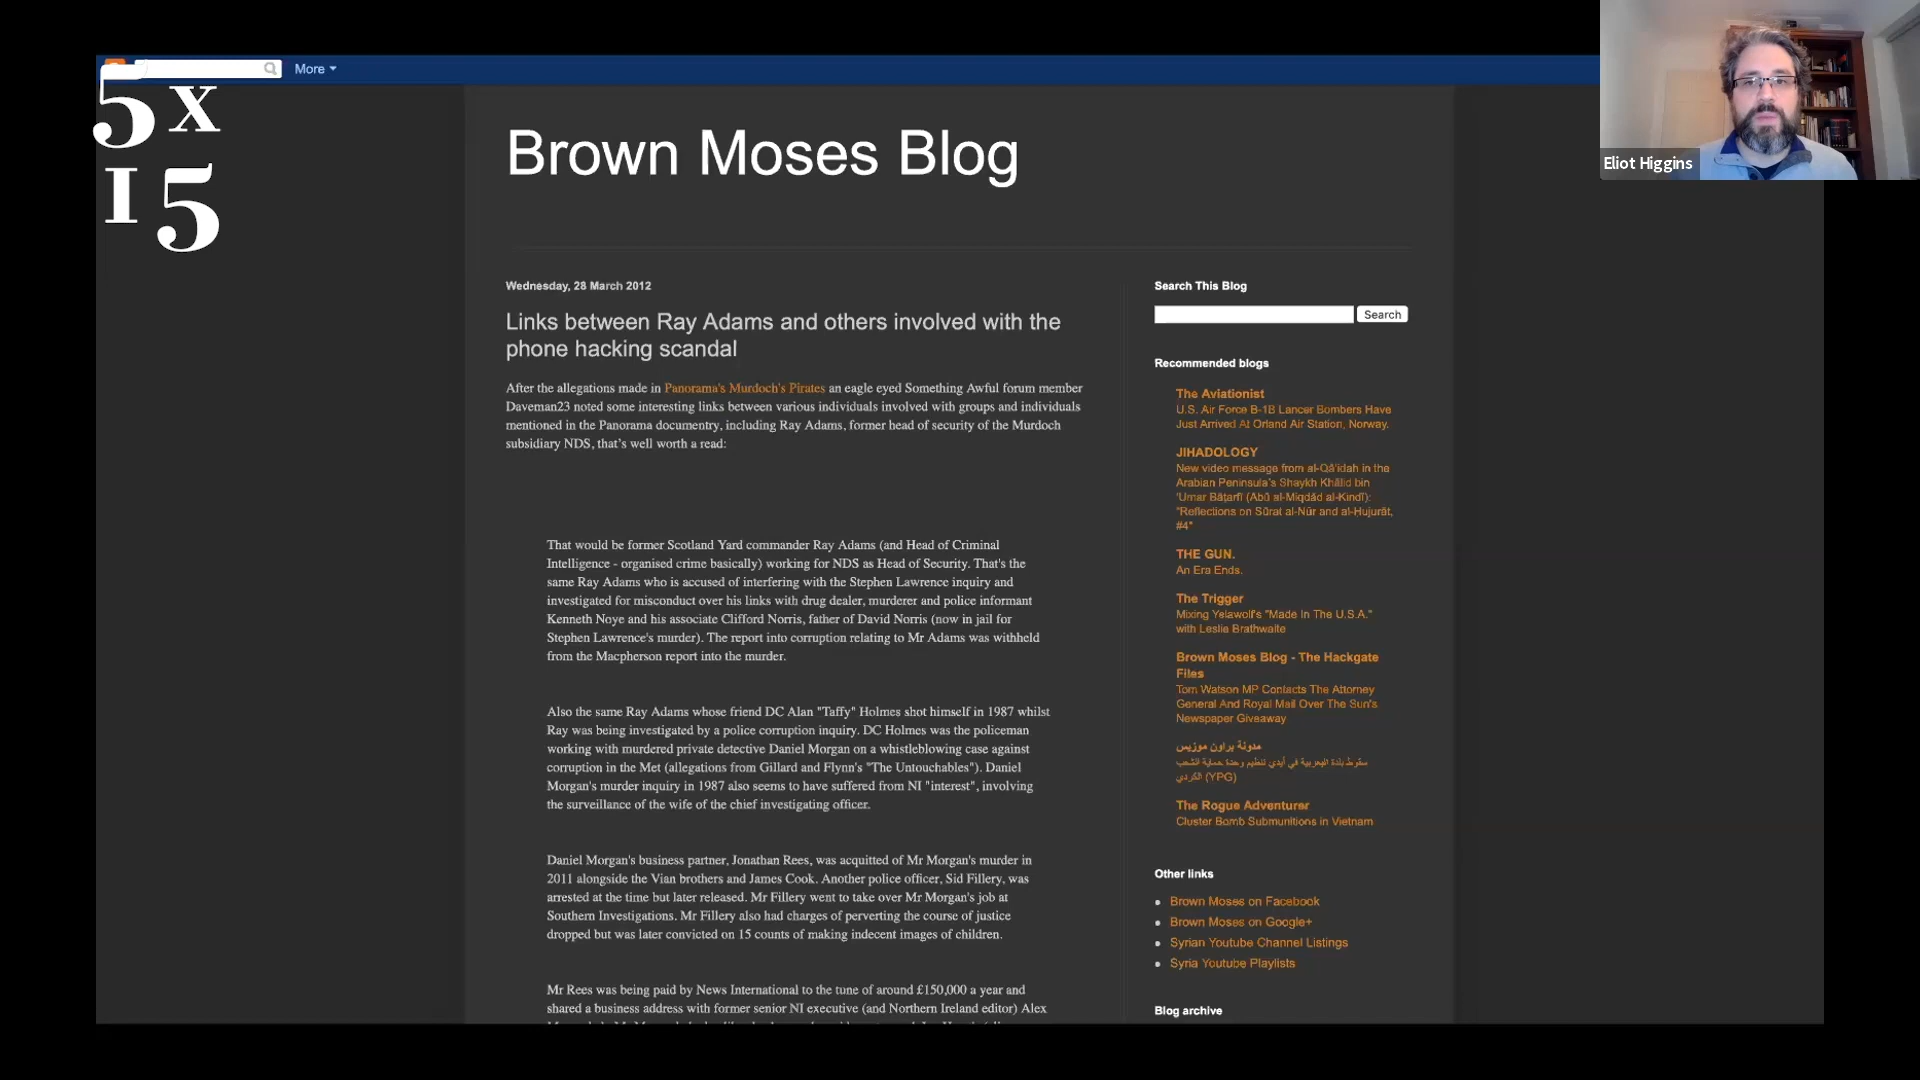 More
5 x
15
Eliot Higgins
Brown Moses Blog
Wednesday, 28 March 2012
Links between Ray Adams and others involved with the
phone hacking scandal
After the allegations made in Panorama's Murdoch's Pirates an eagle eyed Something Awful forum member
Daveman23 noted some interesting links between various individuals involved with groups and individuals
mentioned in the Panorama documentry, including Ray Adams, former head of security of the Murdoch
subsidiary NDS, that's well worth a read:
That would be former Scotland Yard commander Ray Adams (and Head of Criminal
Intelligence - organised crime basically) working for NDS as Head of Security. That's the
same Ray Adams who is accused of interfering with the Stephen Lawrence inquiry and
investigated for misconduct over his links with drug dealer, murderer and police informant
Kenneth Noye and his associate Clifford Norris, father of David Norris (now in jail for
Stephen Lawrence's murder). The report into corruption relating to Mr Adams was withheld
from the Macpherson report into the murder.
Also the same Ray Adams whose friend DC Alan "Taffy" Holmes shot himself in 1987 whilst
Ray was being investigated by a police corruption inquiry. DC Holmes was the policeman
working with murdered private detective Daniel Morgan on a whistleblowing case against
corruption in the Met (allegations from Gillard and Flynn's "The Untouchables"). Daniel
Morgan's murder inquiry in 1987 also seems to have suffered from NI "interest", involving
the surveillance of the wife of the chief investigating officer.
Daniel Morgan's business partner, Jonathan Rees, was acquitted of Mr Morgan's murder in
2011 alongside the Vian brothers and James Cook. Another police officer, Sid Fillery, was
arrested at the time but later released. Mr Fillery went to take over Mr Morgan's job at
Southern Investigations. Mr Fillery also had charges of perverting the course of justice
dropped but was later convicted on 15 counts of making indecent images of children.
Mr Rees was being paid by News International to the tune of around £150,000 a year and
shared a business address with former senior NI executive (and Northern Ireland editor) Alex
Search This Blog
Search
Recommended blogs
The Aviationist
U.S. Air Force B-1B Lancer Bombers Have
Just Arrived At Orland Air Station, Norway.
JIHADOLOGY
New video message from al-Qā'idah in the
Arabian Peninsula's Shaykh Khālid bin
'Umar Bāṭarfī (Abū al-Miqdād al-Kindī):
"Reflections on Sūrat al-Nūr and al-Hujurāt,
#4"
THE GUN.
An Era Ends.
The Trigger
Mixing Yelawolf's "Made In The U.S.A."
with Leslie Brathwaite
Brown Moses Blog - The Hackgate
Files
Tom Watson MP Contacts The Attorney
General And Royal Mail Over The Sun's
Newspaper Giveaway
مدونة براون موزيس
سقوط بلدة اليعربية في أيدي تنظيم وحدة حماية الشعب
الكردي (YPG)
The Rogue Adventurer
Cluster Bomb Submunitions in Vietnam
Other links
Brown Moses on Facebook
Brown Moses on Google+
Syrian Youtube Channel Listings
Syria Youtube Playlists
Blog archive